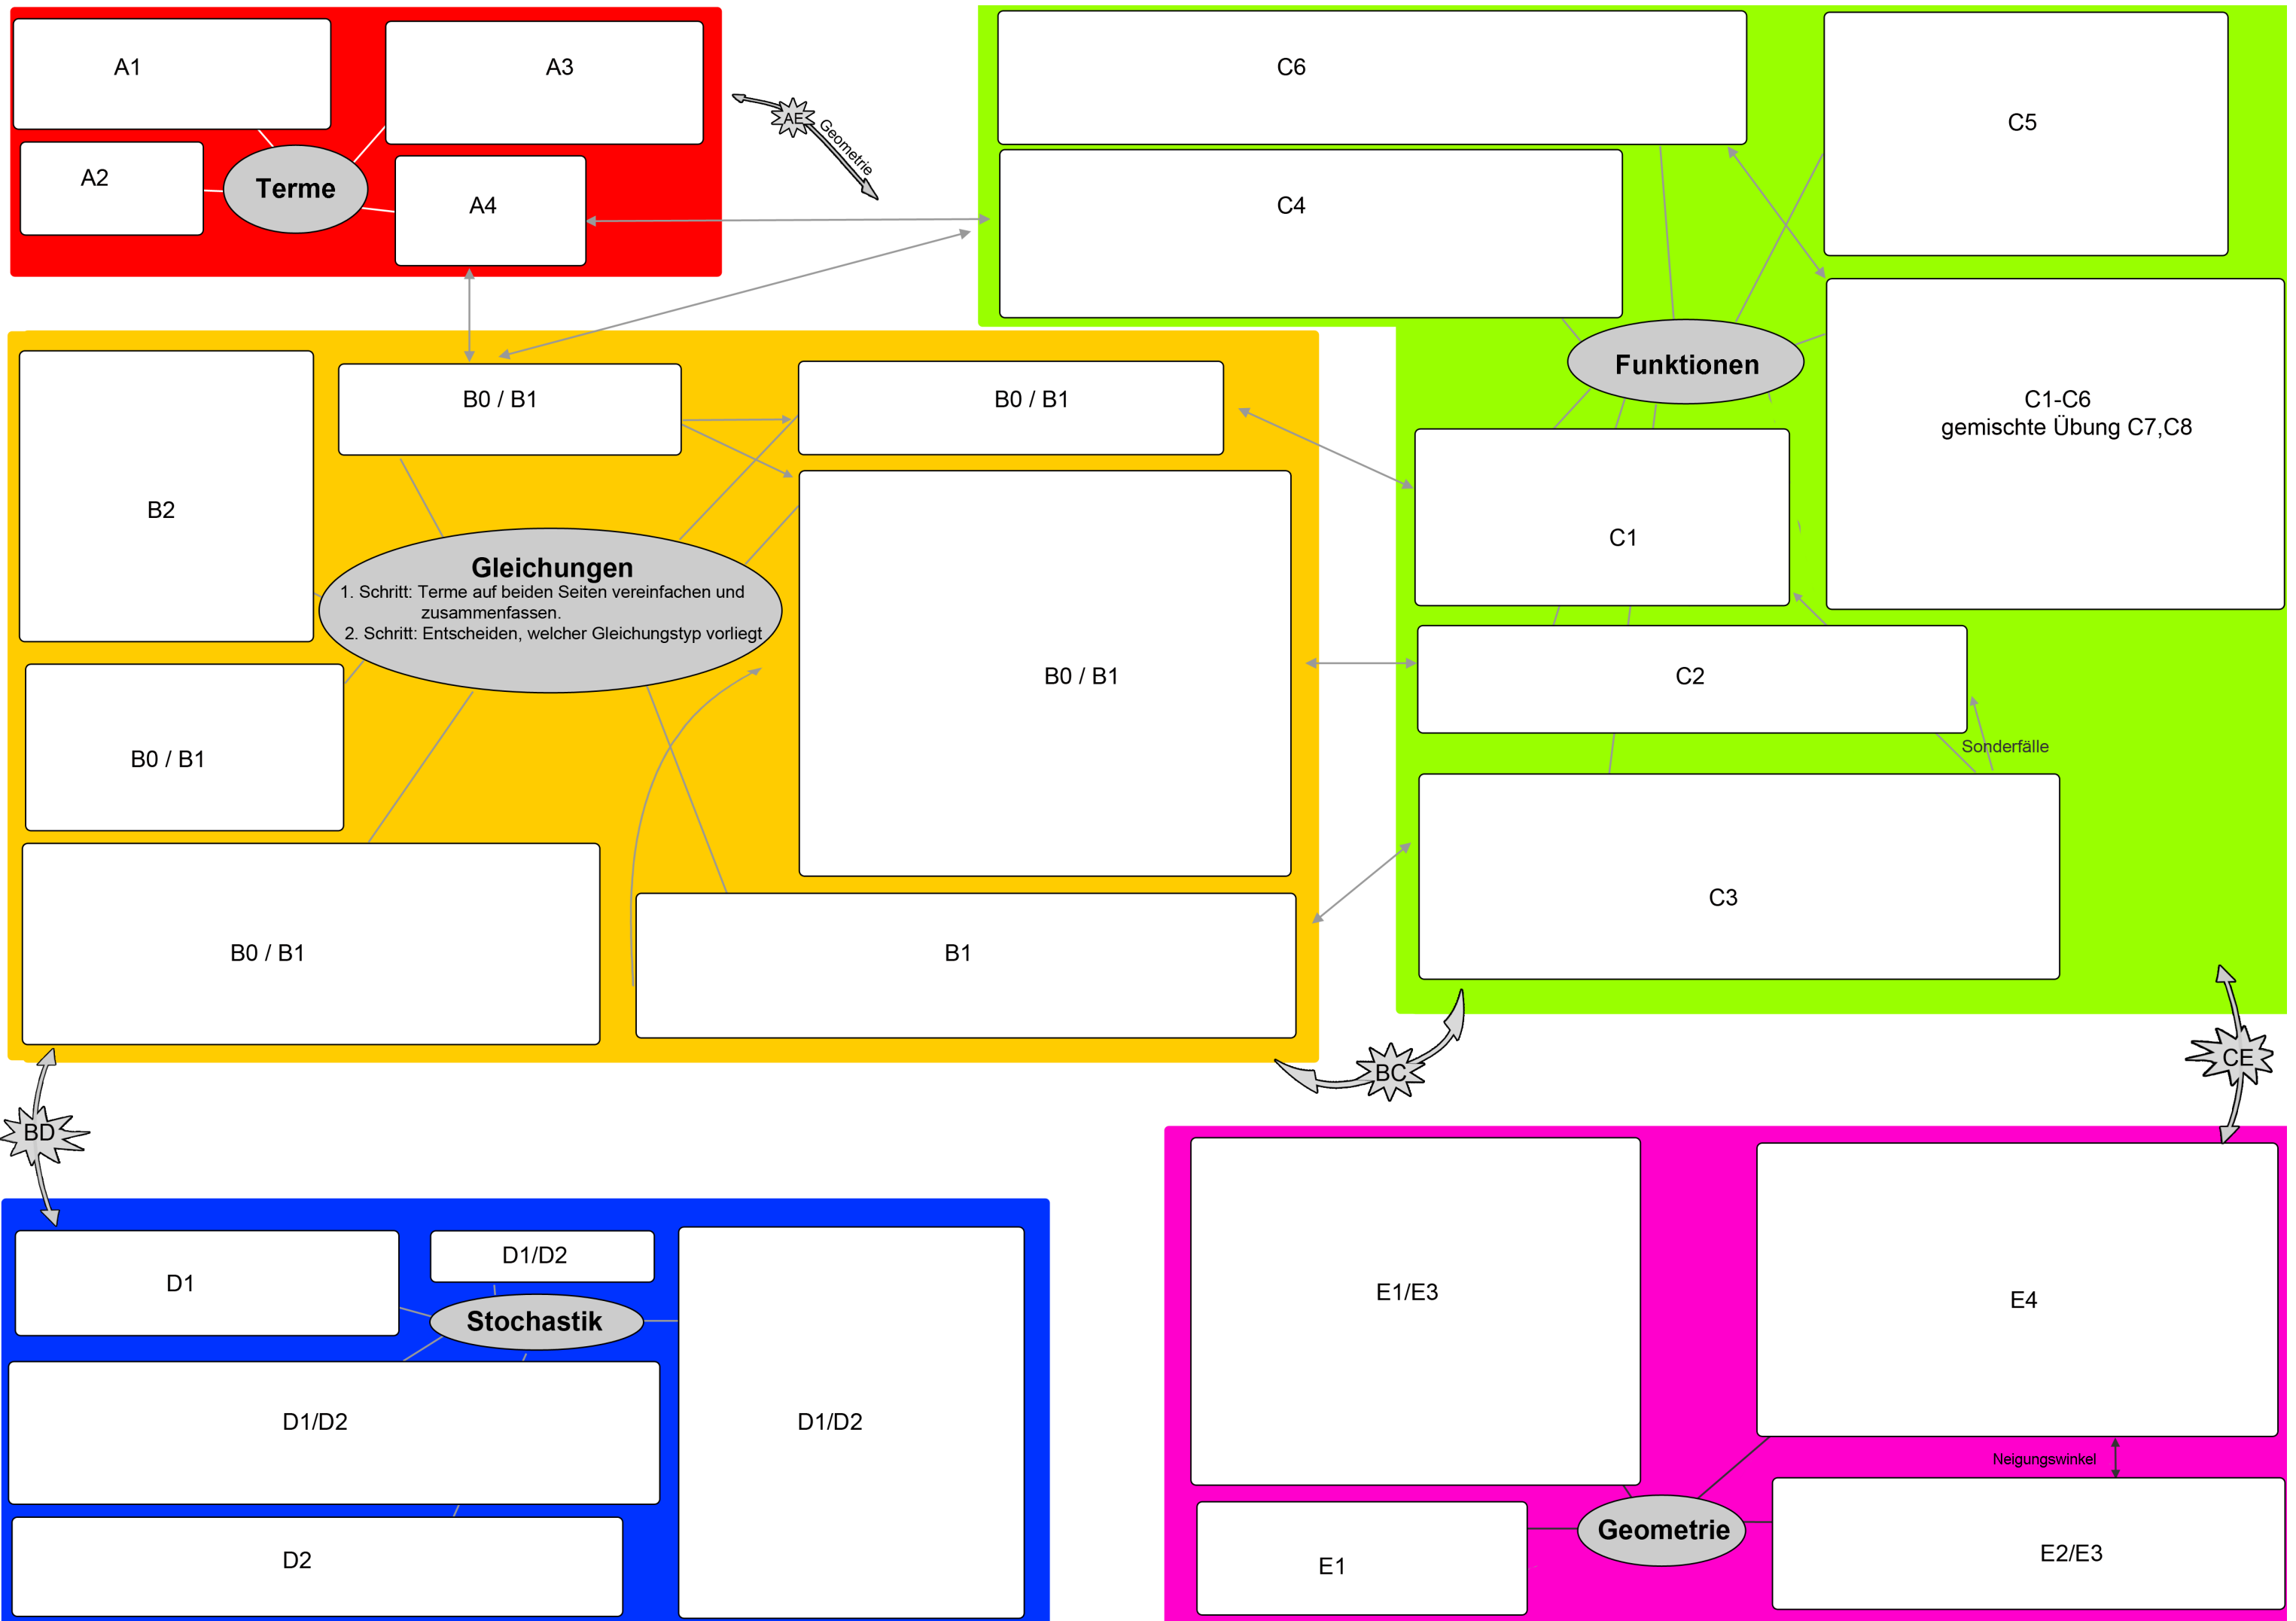 A1
A3
A2
Terme
A4
AE
Geometrie
C6
C5
C4
Funktionen
C1-C6
gemischte Übung C7,C8
C1
C2
Sonderfälle
C3
B0 / B1
B0 / B1
B2
Gleichungen
1. Schritt: Terme auf beiden Seiten vereinfachen und
zusammenfassen.
2. Schritt: Entscheiden, welcher Gleichungstyp vorliegt
B0 / B1
B0 / B1
B0 / B1
B1
BD
BC
CE
D1
D1/D2
Stochastik
D1/D2
D1/D2
D2
E1/E3
E4
Neigungswinkel
Geometrie
E1
E2/E3